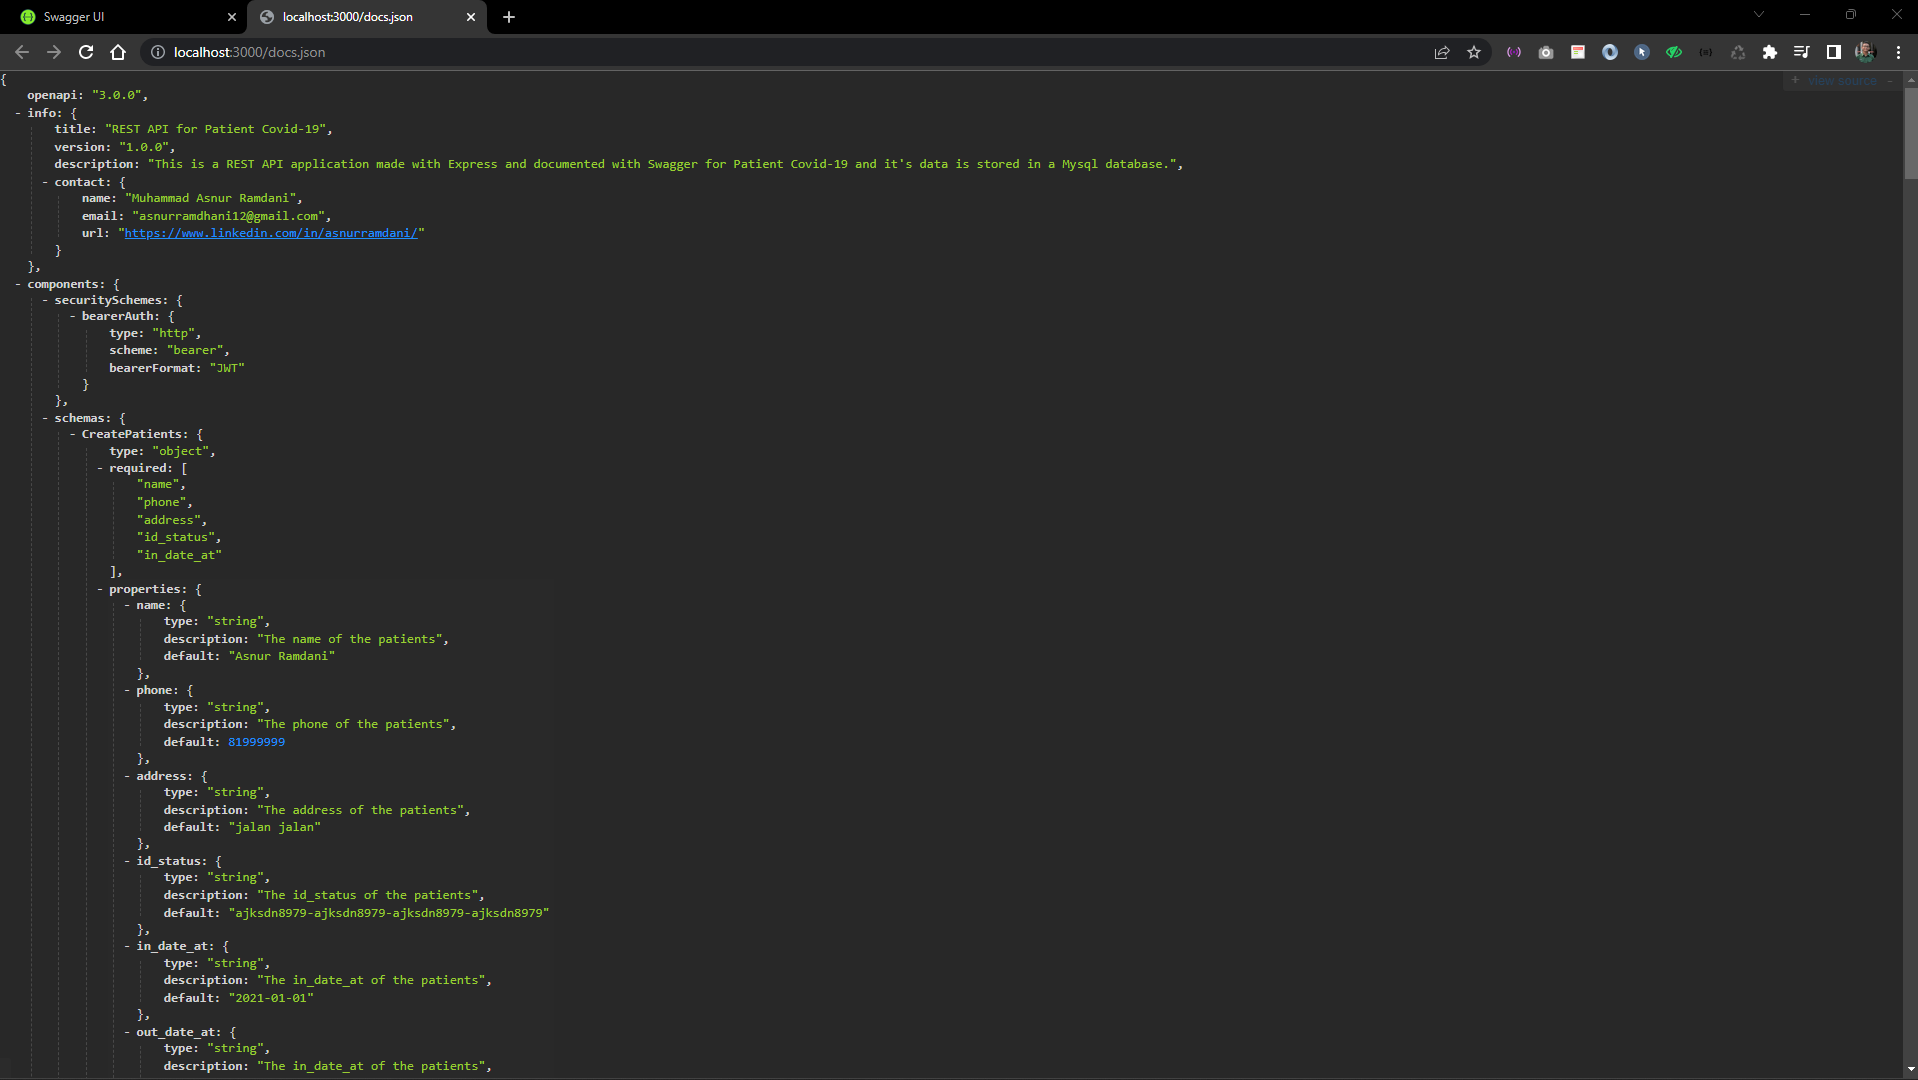 Swagger UI
localhost:3000/docs.json
localhost:3000/docs.json
+ view source -
{
openapi: "3.0.0",
- info: {
title: "REST API for Patient Covid-19",
version: "1.0.0",
description: "This is a REST API application made with Express and documented with Swagger for Patient Covid-19 and it's data is stored in a Mysql database.",
- contact: {
name: "Muhammad Asnur Ramdani",
email: "asnurramdhani12@gmail.com",
url: "https://www.linkedin.com/in/asnurramdani/"
}
},
- components: {
- securitySchemes: {
- bearerAuth: {
type: "http",
scheme: "bearer",
bearerFormat: "JWT"
}
},
- schemas: {
- CreatePatients: {
type: "object",
- required: [
"name",
"phone",
"address",
"id_status",
"in_date_at"
],
- properties: {
- name: {
type: "string",
description: "The name of the patients",
default: "Asnur Ramdani"
},
- phone: {
type: "string",
description: "The phone of the patients",
default: 81999999
},
- address: {
type: "string",
description: "The address of the patients",
default: "jalan jalan"
},
- id_status: {
type: "string",
description: "The id_status of the patients",
default: "ajksdn8979-ajksdn8979-ajksdn8979-ajksdn8979"
},
- in_date_at: {
type: "string",
description: "The in_date_at of the patients",
default: "2021-01-01"
},
- out_date_at: {
type: "string",
description: "The in_date_at of the patients",